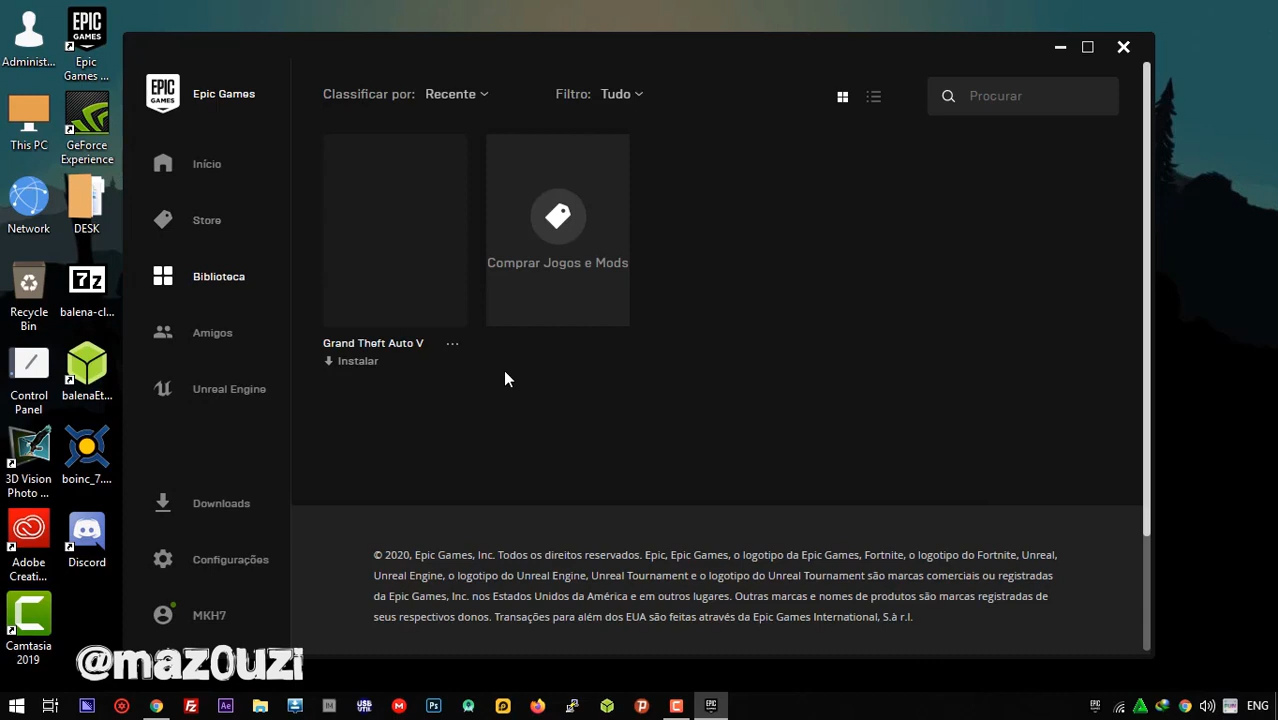 Administ...
Epic
Games ...
This PC
GeForce
Experience
Network
DESK
Recycle
Bin
balena-cl...
Control
Panel
balenaEt...
3D Vision
Photo ...
boinc_7....
Adobe
Creati...
Discord
Camtasia
2019
EPIC
GAMES
Epic Games
Início
Store
Biblioteca
Amigos
Unreal Engine
Downloads
Configurações
MKH7
Classificar por: Recente
Filtro: Tudo
Procurar
Comprar Jogos e Mods
Grand Theft Auto V
...
Instalar
© 2020, Epic Games, Inc. Todos os direitos reservados. Epic, Epic Games, o logotipo da Epic Games, Fortnite, o logotipo do Fortnite, Unreal,
Unreal Engine, o logotipo do Unreal Engine, Unreal Tournament e o logotipo do Unreal Tournament são marcas comerciais ou registradas
da Epic Games, Inc. nos Estados Unidos da América e em outros lugares. Outras marcas e nomes de produtos são marcas registradas de
seus respectivos donos. Transações para além dos EUA são feitas através da Epic Games International, S.à r.l.
@maz0uzi
ENG